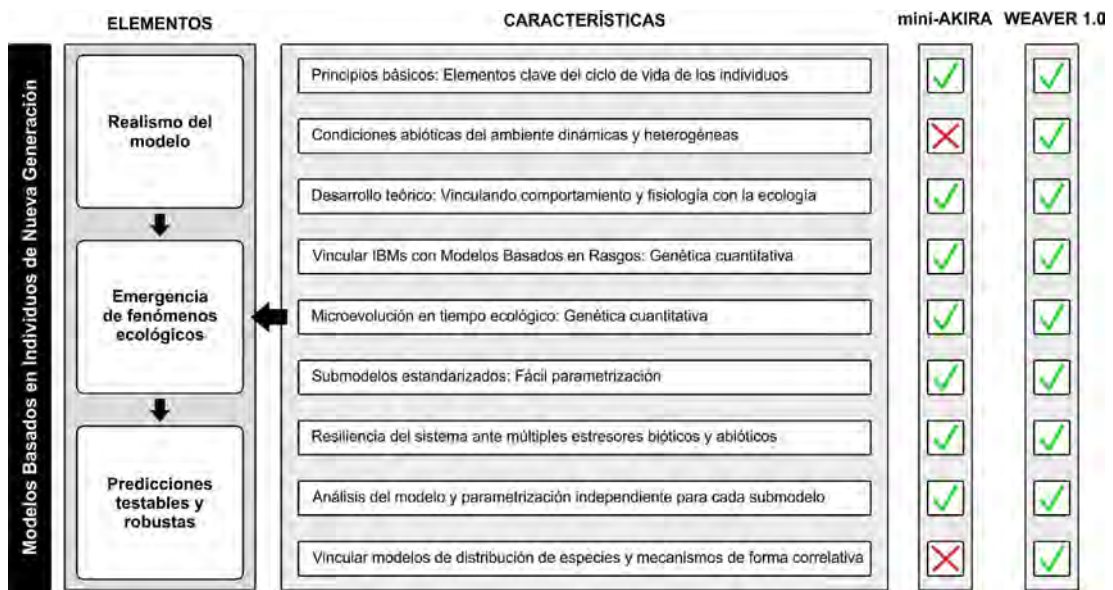 ELEMENTOS
CARACTERÍSTICAS
mini-AKIRA
WEAVER 1.0
Modelos Basados en Individuos de Nueva Generación
Realismo del
modelo
Emergencia
de fenómenos
ecológicos
Predicciones
testables y
robustas
Principios básicos: Elementos clave del ciclo de vida de los individuos
Condiciones abióticas del ambiente dinámicas y heterogéneas
Desarrollo teórico: Vinculando comportamiento y fisiología con la ecología
Vincular IBMs con Modelos Basados en Rasgos: Genética cuantitativa
Microevolución en tiempo ecológico: Genética cuantitativa
Submodelos estandarizados: Fácil parametrización
Resiliencia del sistema ante múltiples estresores bióticos y abióticos
Análisis del modelo y parametrización independiente para cada submodelo
Vincular modelos de distribución de especies y mecanismos de forma correlativa